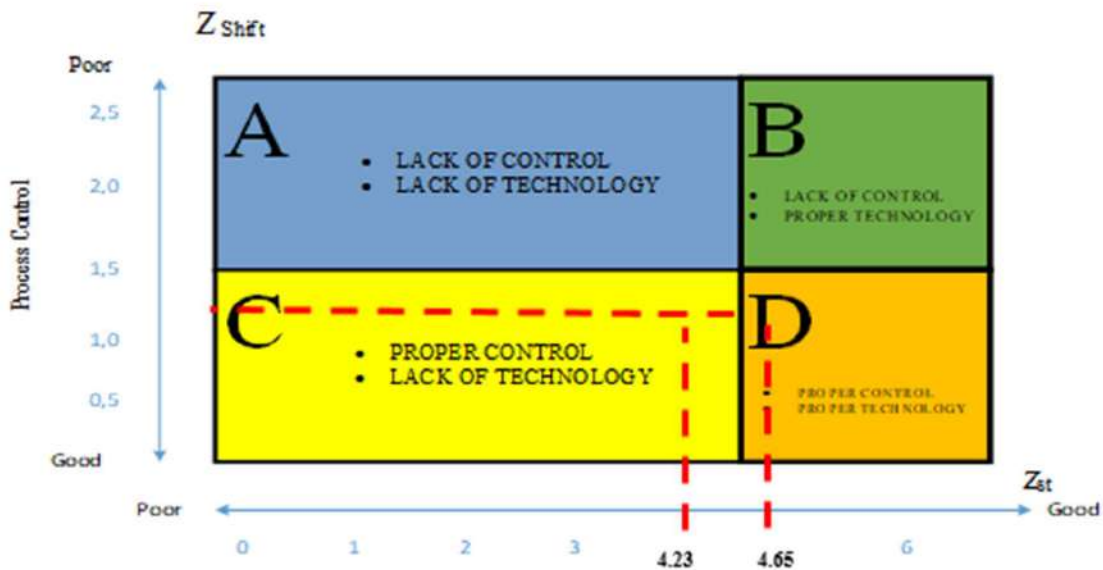 Z Shift
Poor
2,5
2,0
1,5
1,0
0,5
Good
Process Control
A
• LACK OF CONTROL
• LACK OF TECHNOLOGY
B
• LACK OF CONTROL
• PROPER TECHNOLOGY
C
• PROPER CONTROL
• LACK OF TECHNOLOGY
D
• PROPER CONTROL
• PROPER TECHNOLOGY
Zst
Poor
Good
0 1 2 3 4.23 4.65 6